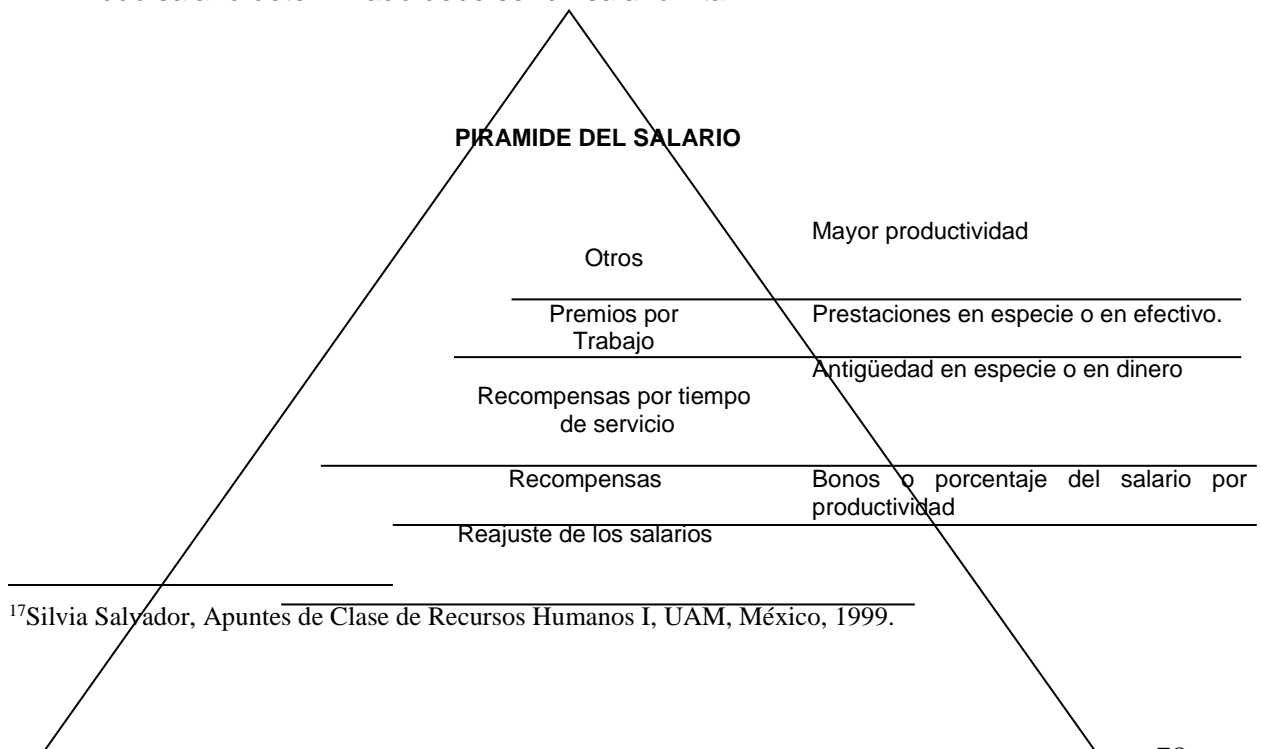 PIRAMIDE DEL SALARIO
Mayor productividad
Otros
Premios por
Trabajo
Prestaciones en especie o en efectivo.
Antigüedad en especie o en dinero
Recompensas por tiempo
de servicio
Recompensas
Bonos o porcentaje del salario por
productividad
Reajuste de los salarios
17Silvia Salvador, Apuntes de Clase de Recursos Humanos I, UAM, México, 1999.